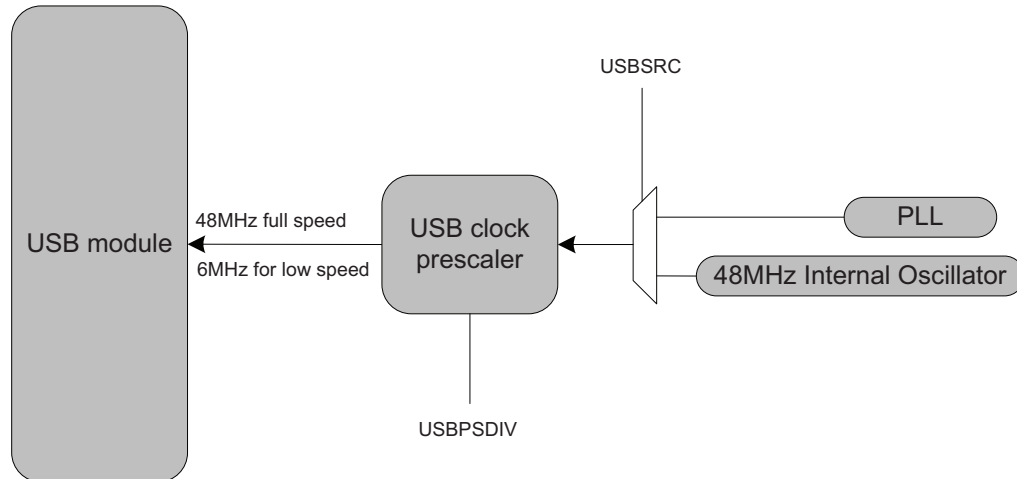 USBSRC
PLL
48MHz full speed
USB module
USB clock
prescaler
6MHz for low speed
48MHz Internal Oscillator
USBPSDIV